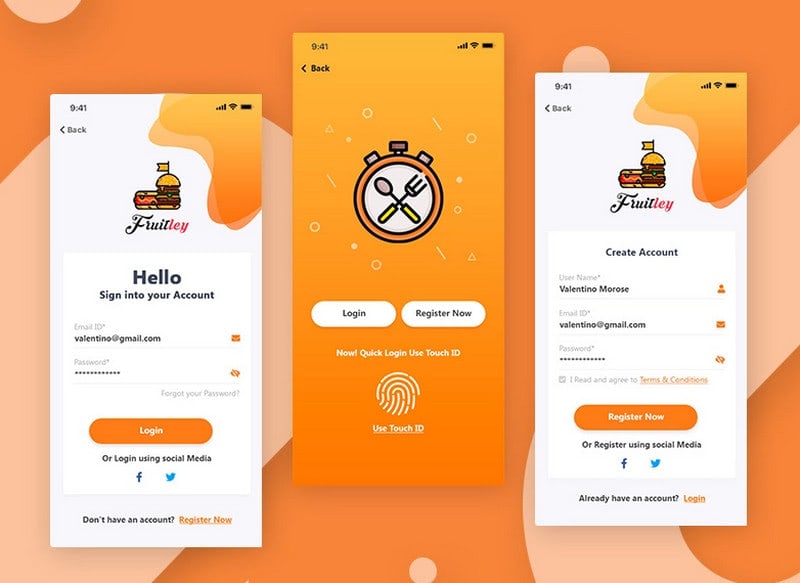 9:41
Back
Fruitley
Hello
Sign into your Account
Email ID*
valentino@gmail.com
Password*
************
Forgot your Password?
Login
Or Login using social Media
Don't have an account? Register Now
9:41
Back
Login
Register Now
Now! Quick Login Use Touch ID
Use Touch ID
9:41
Back
Fruitley
Create Account
User Name*
Valentino Morose
Email ID*
valentino@gmail.com
Password*
************
I Read and agree to Terms & Conditions
Register Now
Or Register using social Media
Already have an account? Login